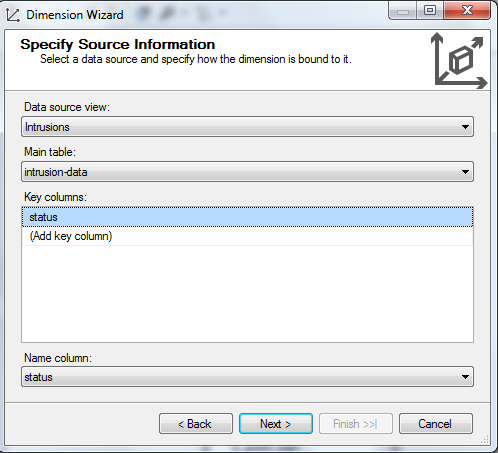 Dimension Wizard
Specify Source Information
Select a data source and specify how the dimension is bound to it.
Data source view:
Intrusions
Main table:
intrusion-data
Key columns:
status
(Add key column)
Name column:
status
< Back
Next >
Finish >>|
Cancel